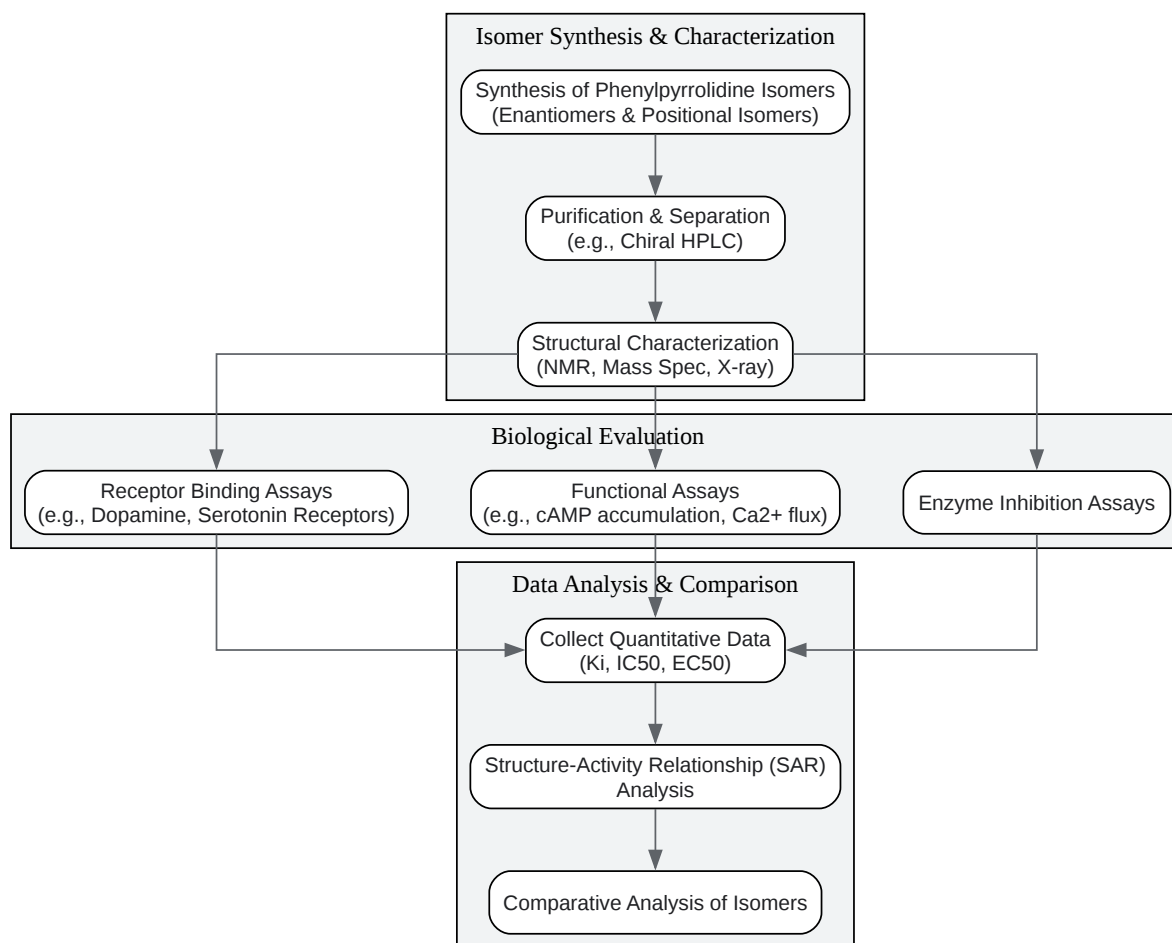 Isomer Synthesis & Characterization
Synthesis of Phenylpyrrolidine Isomers
(Enantiomers & Positional Isomers)
Purification & Separation
(e.g., Chiral HPLC)
Structural Characterization
(NMR, Mass Spec, X-ray)
Biological Evaluation
Receptor Binding Assays
(e.g., Dopamine, Serotonin Receptors)
Functional Assays
(e.g., cAMP accumulation, Ca2+ flux)
Enzyme Inhibition Assays
Data Analysis & Comparison
Collect Quantitative Data
(Ki, IC50, EC50)
Structure-Activity Relationship (SAR)
Analysis
Comparative Analysis of Isomers